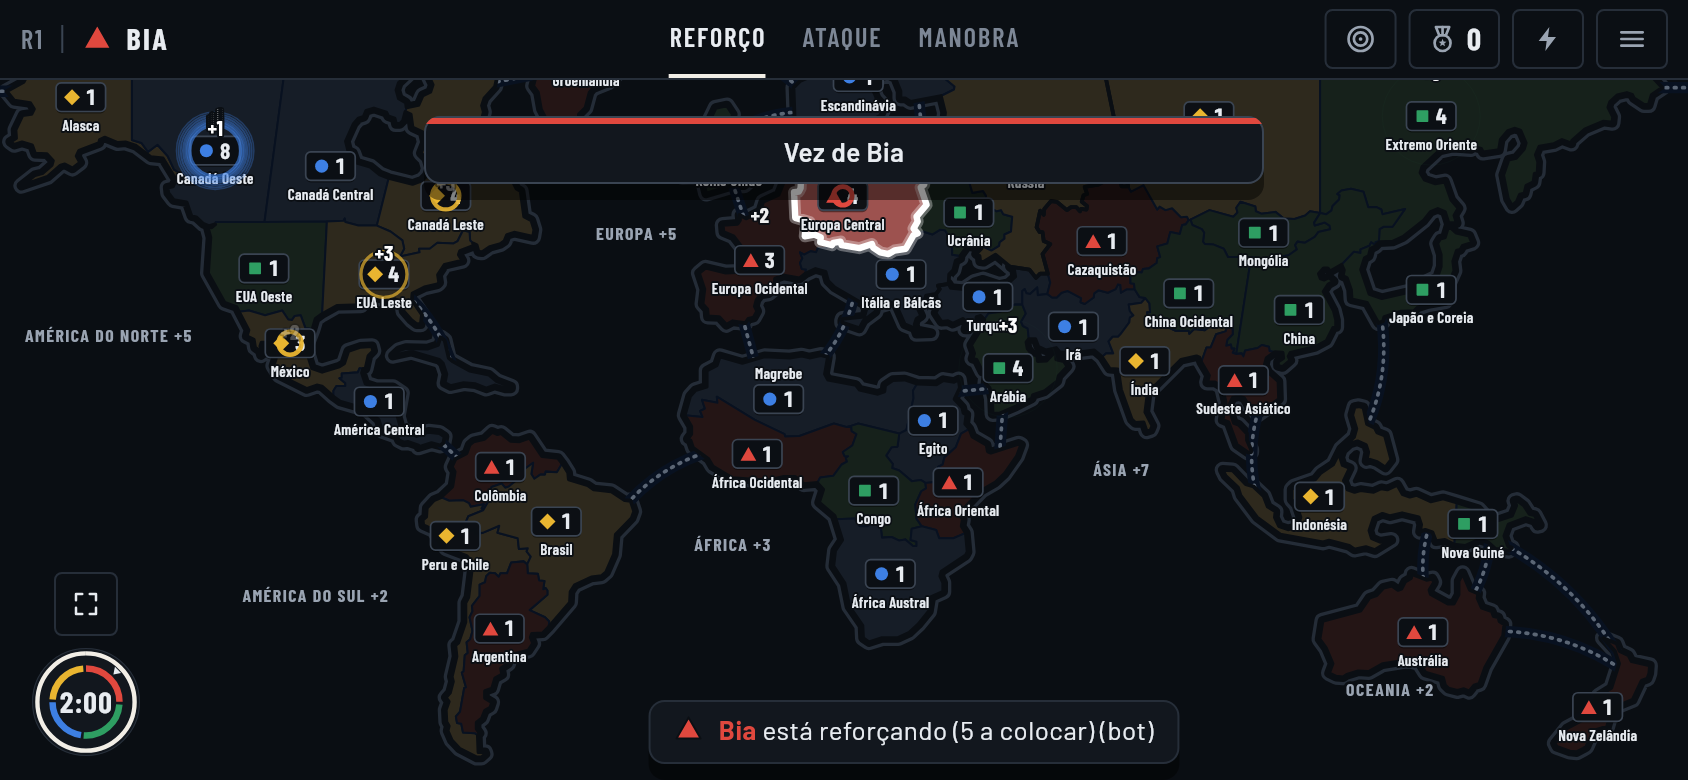 R1
BIA
REFORÇO
ATAQUE
MANOBRA
0
Groenlândia
1
Alasca
1
Escandinávia
1
4
Extremo Oriente
+1
8
Canadá Oeste
1
Canadá Central
Canadá Leste
Vez de Bia
Rússia
EUROPA +5
+2
Europa Central
1
Ucrânia
1
Cazaquistão
1
Mongólia
1
EUA Oeste
+3
4
EUA Leste
3
Europa Ocidental
1
Itália e Bálcãs
1
+3
1
Irã
1
China Ocidental
1
China
1
Japão e Coreia
AMÉRICA DO NORTE +5
3
México
1
América Central
Magrebe
1
4
Arábia
1
Índia
1
Sudeste Asiático
1
Egito
1
Colômbia
1
África Ocidental
1
Congo
1
África Oriental
ÁSIA +7
1
Indonésia
1
Nova Guiné
1
Peru e Chile
1
Brasil
ÁFRICA +3
AMÉRICA DO SUL +2
1
África Austral
1
Argentina
1
Austrália
OCEANIA +2
1
Nova Zelândia
2:00
Bia está reforçando (5 a colocar) (bot)